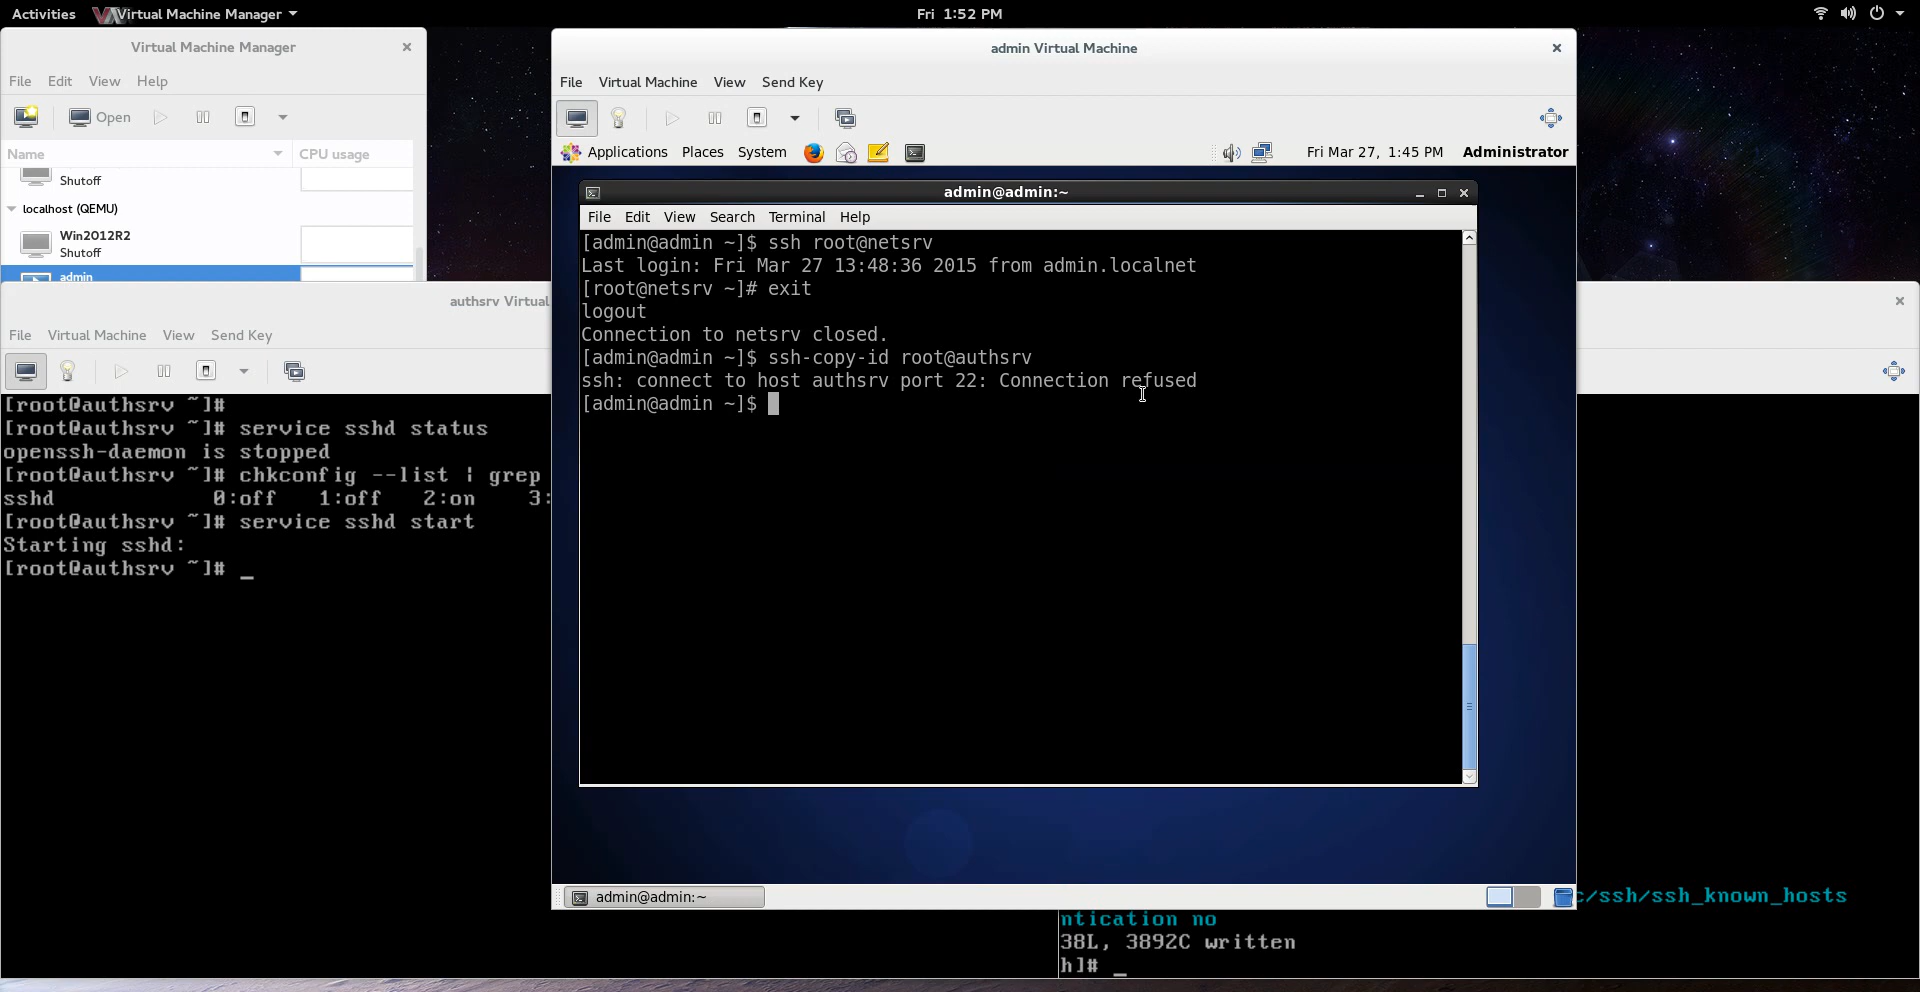 Activities Virtual Machine Manager Fri 1:52 PM
Virtual Machine Manager
File Edit View Help
Open
Name CPU usage
Shutoff
localhost (QEMU)
Win2012R2
Shutoff
admin
authsrv Virtual
File Virtual Machine View Send Key
[root@authsrv ~]#
[root@authsrv ~]# service sshd status
openssh-daemon is stopped
[root@authsrv ~]# chkconfig --list | grep
sshd 0:off 1:off 2:on 3:
[root@authsrv ~]# service sshd start
Starting sshd:
[root@authsrv ~]# _
admin Virtual Machine
File Virtual Machine View Send Key
Applications Places System Fri Mar 27, 1:45 PM Administrator
admin@admin:~
File Edit View Search Terminal Help
[admin@admin ~]$ ssh root@netsrv
Last login: Fri Mar 27 13:48:36 2015 from admin.localnet
[root@netsrv ~]# exit
logout
Connection to netsrv closed.
[admin@admin ~]$ ssh-copy-id root@authsrv
ssh: connect to host authsrv port 22: Connection refused
[admin@admin ~]$
admin@admin:~
c/ssh/ssh_known_hosts
ntication no
38L, 3892C written
h]# _